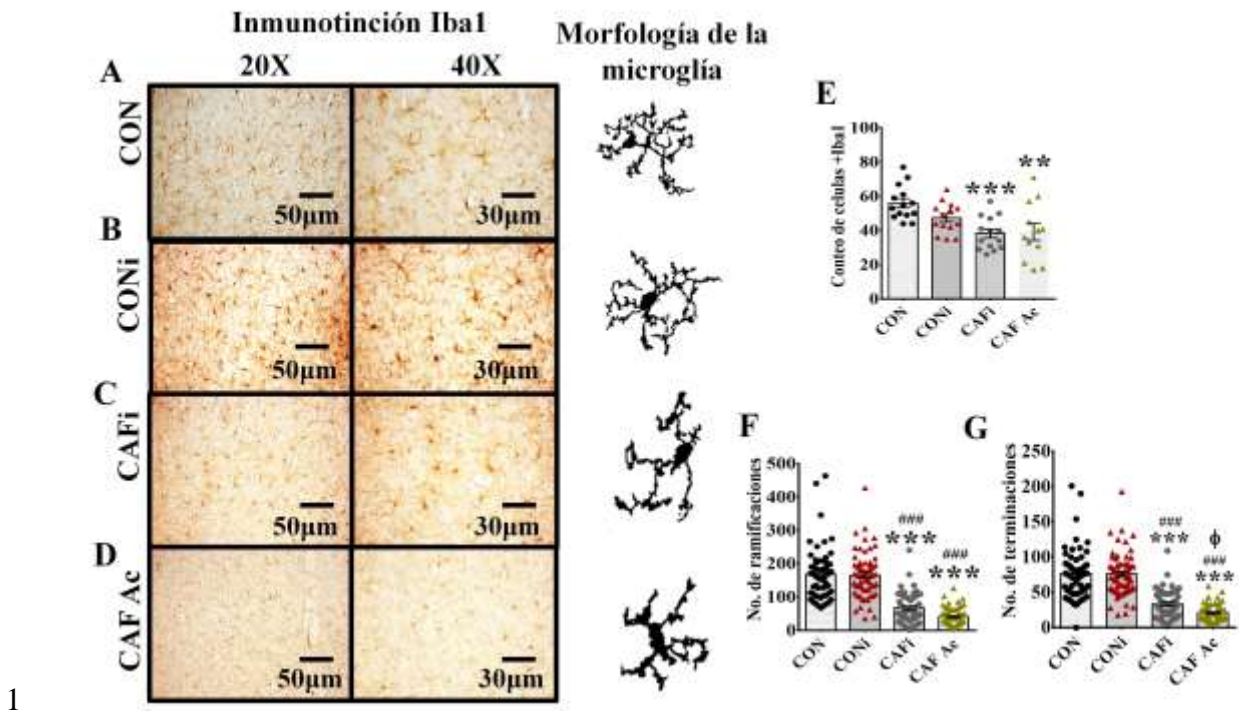 Inmunotinción Iba1
20X 40X
Morfología de la
microglía
A
CON
50µm 30µm
B
CONi
50µm 30µm
C
CAFi
50µm 30µm
D
CAF Ac
50µm 30µm
E
Conteo de celulas +Iba1
100
80
60
40
20
0
***
**
CON CONi CAFi CAF Ac
F
No. de ramificaciones
500
400
300
200
100
0
###
***
###
***
CON CONi CAFi CAF Ac
G
No. de terminaciones
250
200
150
100
50
0
###
***
ϕ
###
***
CON CONi CAFi CAF Ac
1